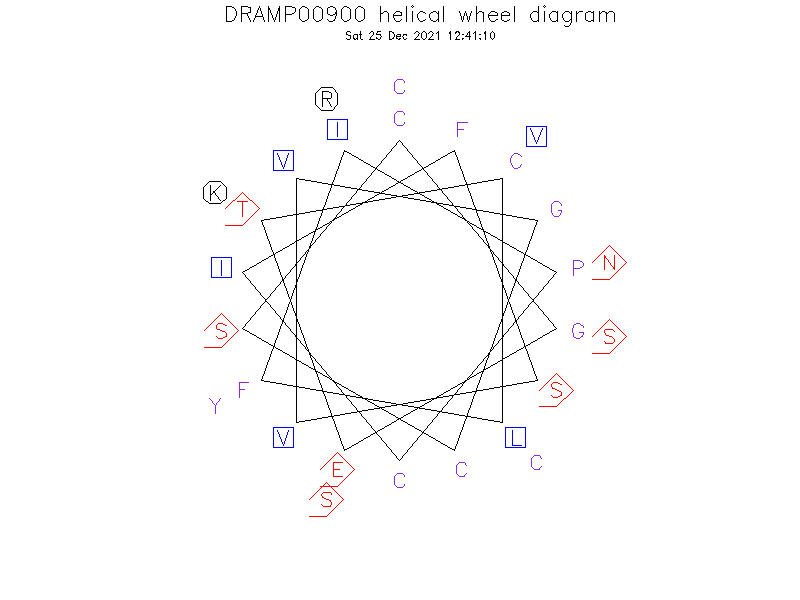 DRAMP00900 helical wheel diagram
Sat 25 Dec 2021 12:41:10
C
R
C
I
F
V
V
C
K
T
G
I
P
N
S
G
S
F
S
Y
V
L
C
E
C
C
S